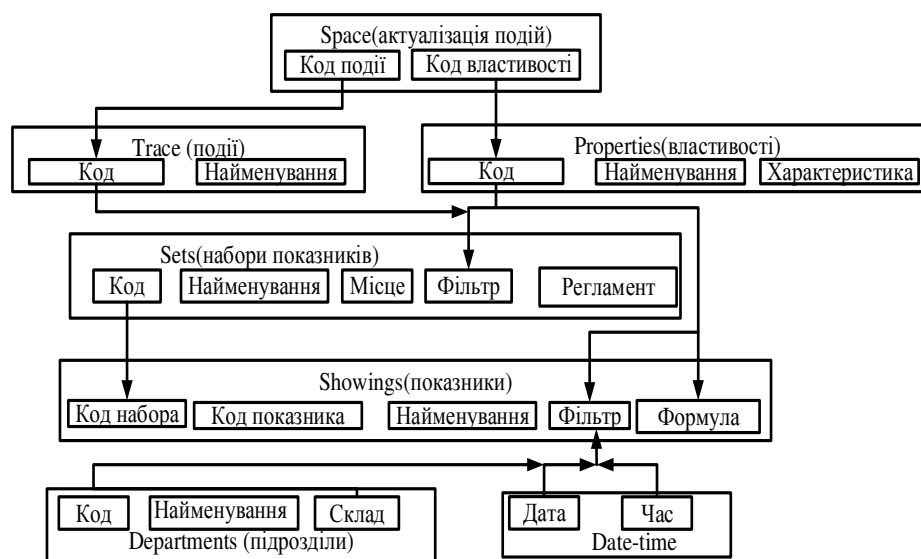 Space(актуалізація подій)
Код події Код властивості
Trace (події)
Код Найменування
Properties(властивості)
Код Найменування Характеристика
Sets(набори показників)
Код Найменування Місце Фільтр Регламент
Showings(показники)
Код набора Код показника Найменування Фільтр Формула
Код Найменування Склад
Departments (підрозділи
Дата Час
Date-time